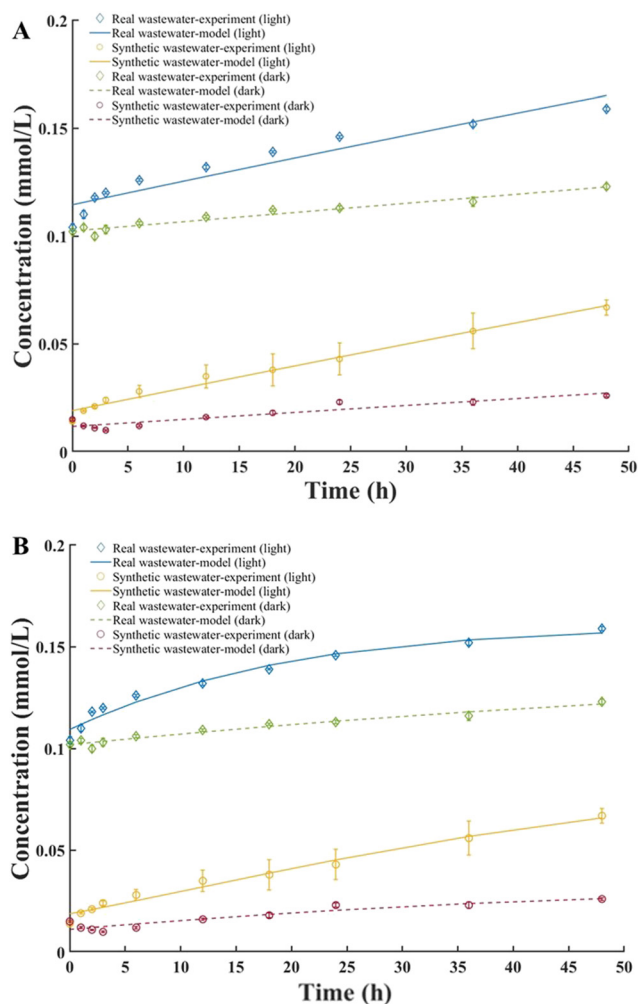 A
0.2
Real wastewater-experiment (light)
Real wastewater-model (light)
Synthetic wastewater-experiment (light)
Synthetic wastewater-model (light)
Real wastewater-experiment (dark)
Real wastewater-model (dark)
Synthetic wastewater-experiment (dark)
Synthetic wastewater-model (dark)
0.15
0.1
0.05
0
Concentration (mmol/L)
0 5 10 15 20 25 30 35 40 45 50
Time (h)
B
0.2
Real wastewater-experiment (light)
Real wastewater-model (light)
Synthetic wastewater-experiment (light)
Synthetic wastewater-model (light)
Real wastewater-experiment (dark)
Real wastewater-model (dark)
Synthetic wastewater-experiment (dark)
Synthetic wastewater-model (dark)
0.15
0.1
0.05
0
Concentration (mmol/L)
0 5 10 15 20 25 30 35 40 45 50
Time (h)